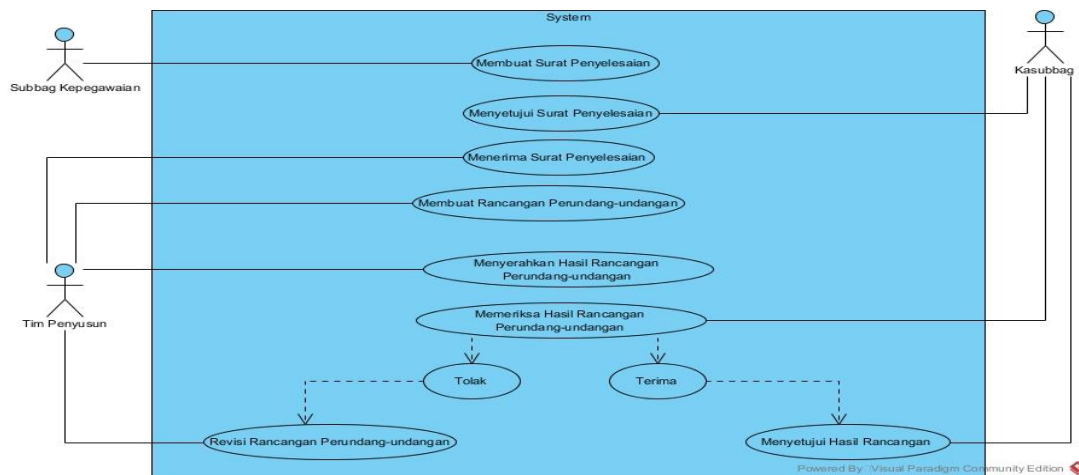 System
Subbag Kepegawaian
Kasubbag
Membuat Surat Penyelesaian
Menyetujui Surat Penyelesaian
Menerima Surat Penyelesaian
Membuat Rancangan Perundang-undangan
Menyerahkan Hasil Rancangan
Perundang-undangan
Tim Penyusun
Memeriksa Hasil Rancangan
Perundang-undangan
Tolak
Terima
Revisi Rancangan Perundang-undangan
Menyetujui Hasil Rancangan
Powered By Visual Paradigm Community Edition